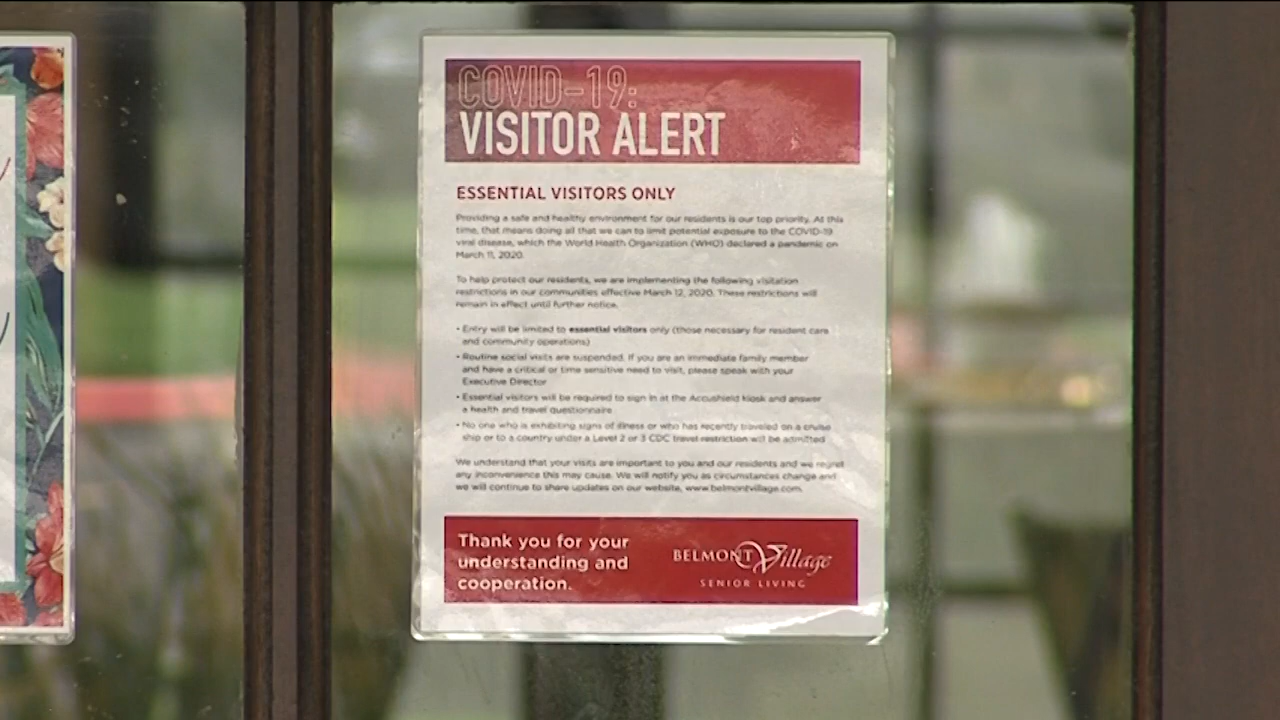 COVID-19:
VISITOR ALERT
ESSENTIAL VISITORS ONLY
Providing a safe and healthy environment for our residents is our top priority. At this
time, that means doing all that we can to limit potential exposure to the COVID-19
viral disease, which the World Health Organization (WHO) declared a pandemic on
March 11, 2020.
To help protect our residents, we are implementing the following visitation
restrictions in our communities effective March 12, 2020. These restrictions will
remain in effect until further notice.
• Entry will be limited to essential visitors only (those necessary for resident care
and community operations)
• Routine social visits are suspended. If you are an immediate family member
and have a critical or time sensitive need to visit, please speak with your
Executive Director
• Essential visitors will be required to sign in at the Accushield kiosk and answer
a health and travel questionnaire
• No one who is exhibiting signs of illness or who has recently traveled on a cruise
ship or to a country under a Level 2 or 3 CDC travel restriction will be admitted
We understand that your visits are important to you and our residents and we regret
any inconvenience this may cause. We will notify you as circumstances change and
we will continue to share updates on our website, www.belmontvillage.com.
Thank you for your
understanding and
cooperation.
BELMONT Village
SENIOR LIVING